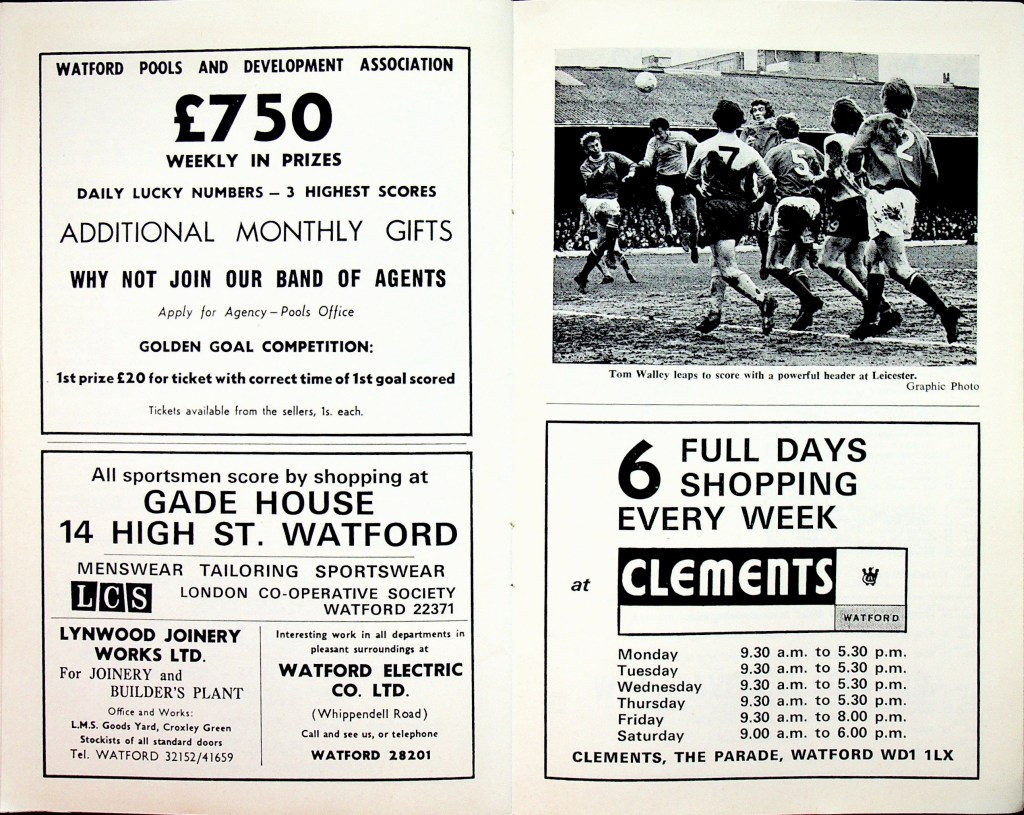 WATFORD POOLS AND DEVELOPMENT ASSOCIATION
£750
WEEKLY IN PRIZES
DAILY LUCKY NUMBERS – 3 HIGHEST SCORES
ADDITIONAL MONTHLY GIFTS
WHY NOT JOIN OUR BAND OF AGENTS
Apply for Agency – Pools Office
GOLDEN GOAL COMPETITION:
1st prize £20 for ticket with correct time of 1st goal scored
Tickets available from the sellers, 1s. each.
All sportsmen score by shopping at
GADE HOUSE
14 HIGH ST. WATFORD
MENSWEAR TAILORING SPORTSWEAR
LCS
LONDON CO-OPERATIVE SOCIETY
WATFORD 22371
LYNWOOD JOINERY
WORKS LTD.
For JOINERY and
BUILDER'S PLANT
Office and Works:
L.M.S. Goods Yard, Croxley Green
Stockists of all standard doors
Tel. WATFORD 32152/41659
Interesting work in all departments in
pleasant surroundings at
WATFORD ELECTRIC
CO. LTD.
(Whippendell Road)
Call and see us, or telephone
WATFORD 28201
7
5
2
9
Tom Walley leaps to score with a powerful header at Leicester.
Graphic Photo
6 FULL DAYS
SHOPPING
EVERY WEEK
at CLEMENTS
WATFORD
Monday 9.30 a.m. to 5.30 p.m.
Tuesday 9.30 a.m. to 5.30 p.m.
Wednesday 9.30 a.m. to 5.30 p.m.
Thursday 9.30 a.m. to 5.30 p.m.
Friday 9.30 a.m. to 8.00 p.m.
Saturday 9.00 a.m. to 6.00 p.m.
CLEMENTS, THE PARADE, WATFORD WD1 1LX